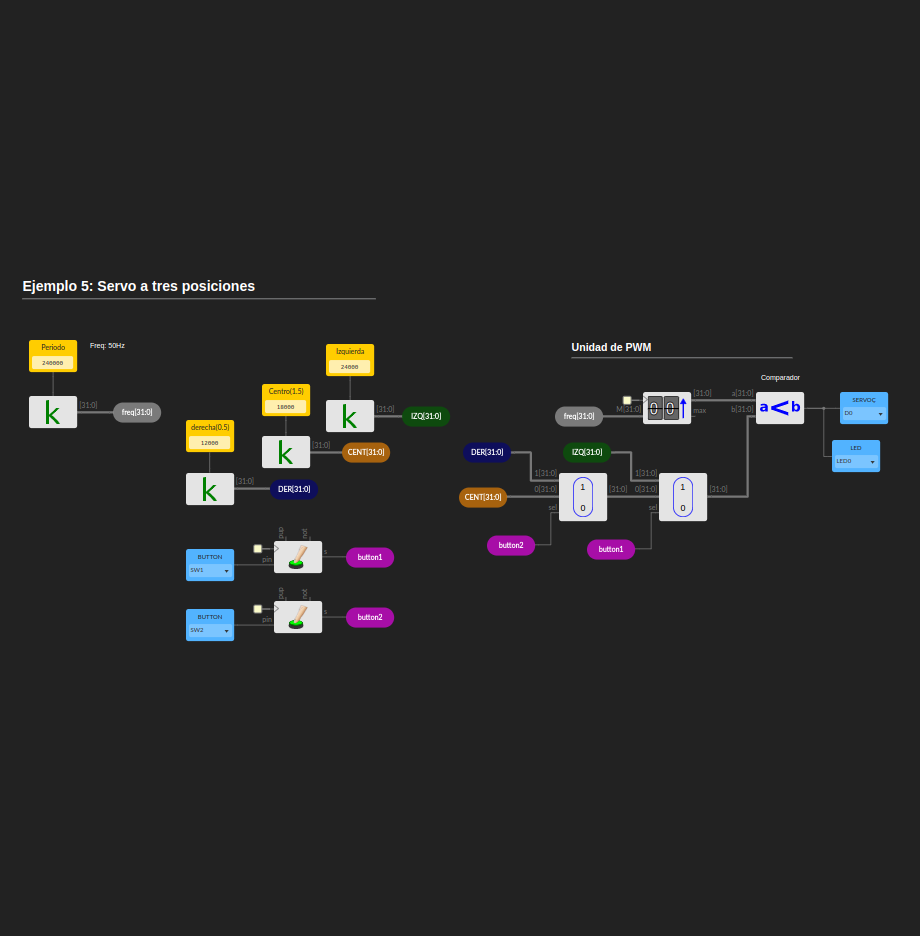 Ejemplo 5: Servo a tres posiciones
Periodo
240000
Freq: 50Hz
k
[31:0]
freq[31:0]
Izquierda
24000
k
[31:0]
IZQ[31:0]
Centro(1.5)
18000
k
[31:0]
CENT[31:0]
derecha(0.5)
12000
k
[31:0]
DER[31:0]
BUTTON
SW1
pup
not
pin
s
button1
BUTTON
SW2
pup
not
pin
s
button2
Unidad de PWM
Comparador
freq[31:0]
M[31:0]
00
[31:0]
max
a[31:0]
b[31:0]
a<b
SERVOÇ
D0
LED
LED0
DER[31:0]
IZQ[31:0]
CENT[31:0]
1[31:0]
0[31:0]
sel
1
0
[31:0]
1[31:0]
0[31:0]
sel
1
0
[31:0]
button2
button1